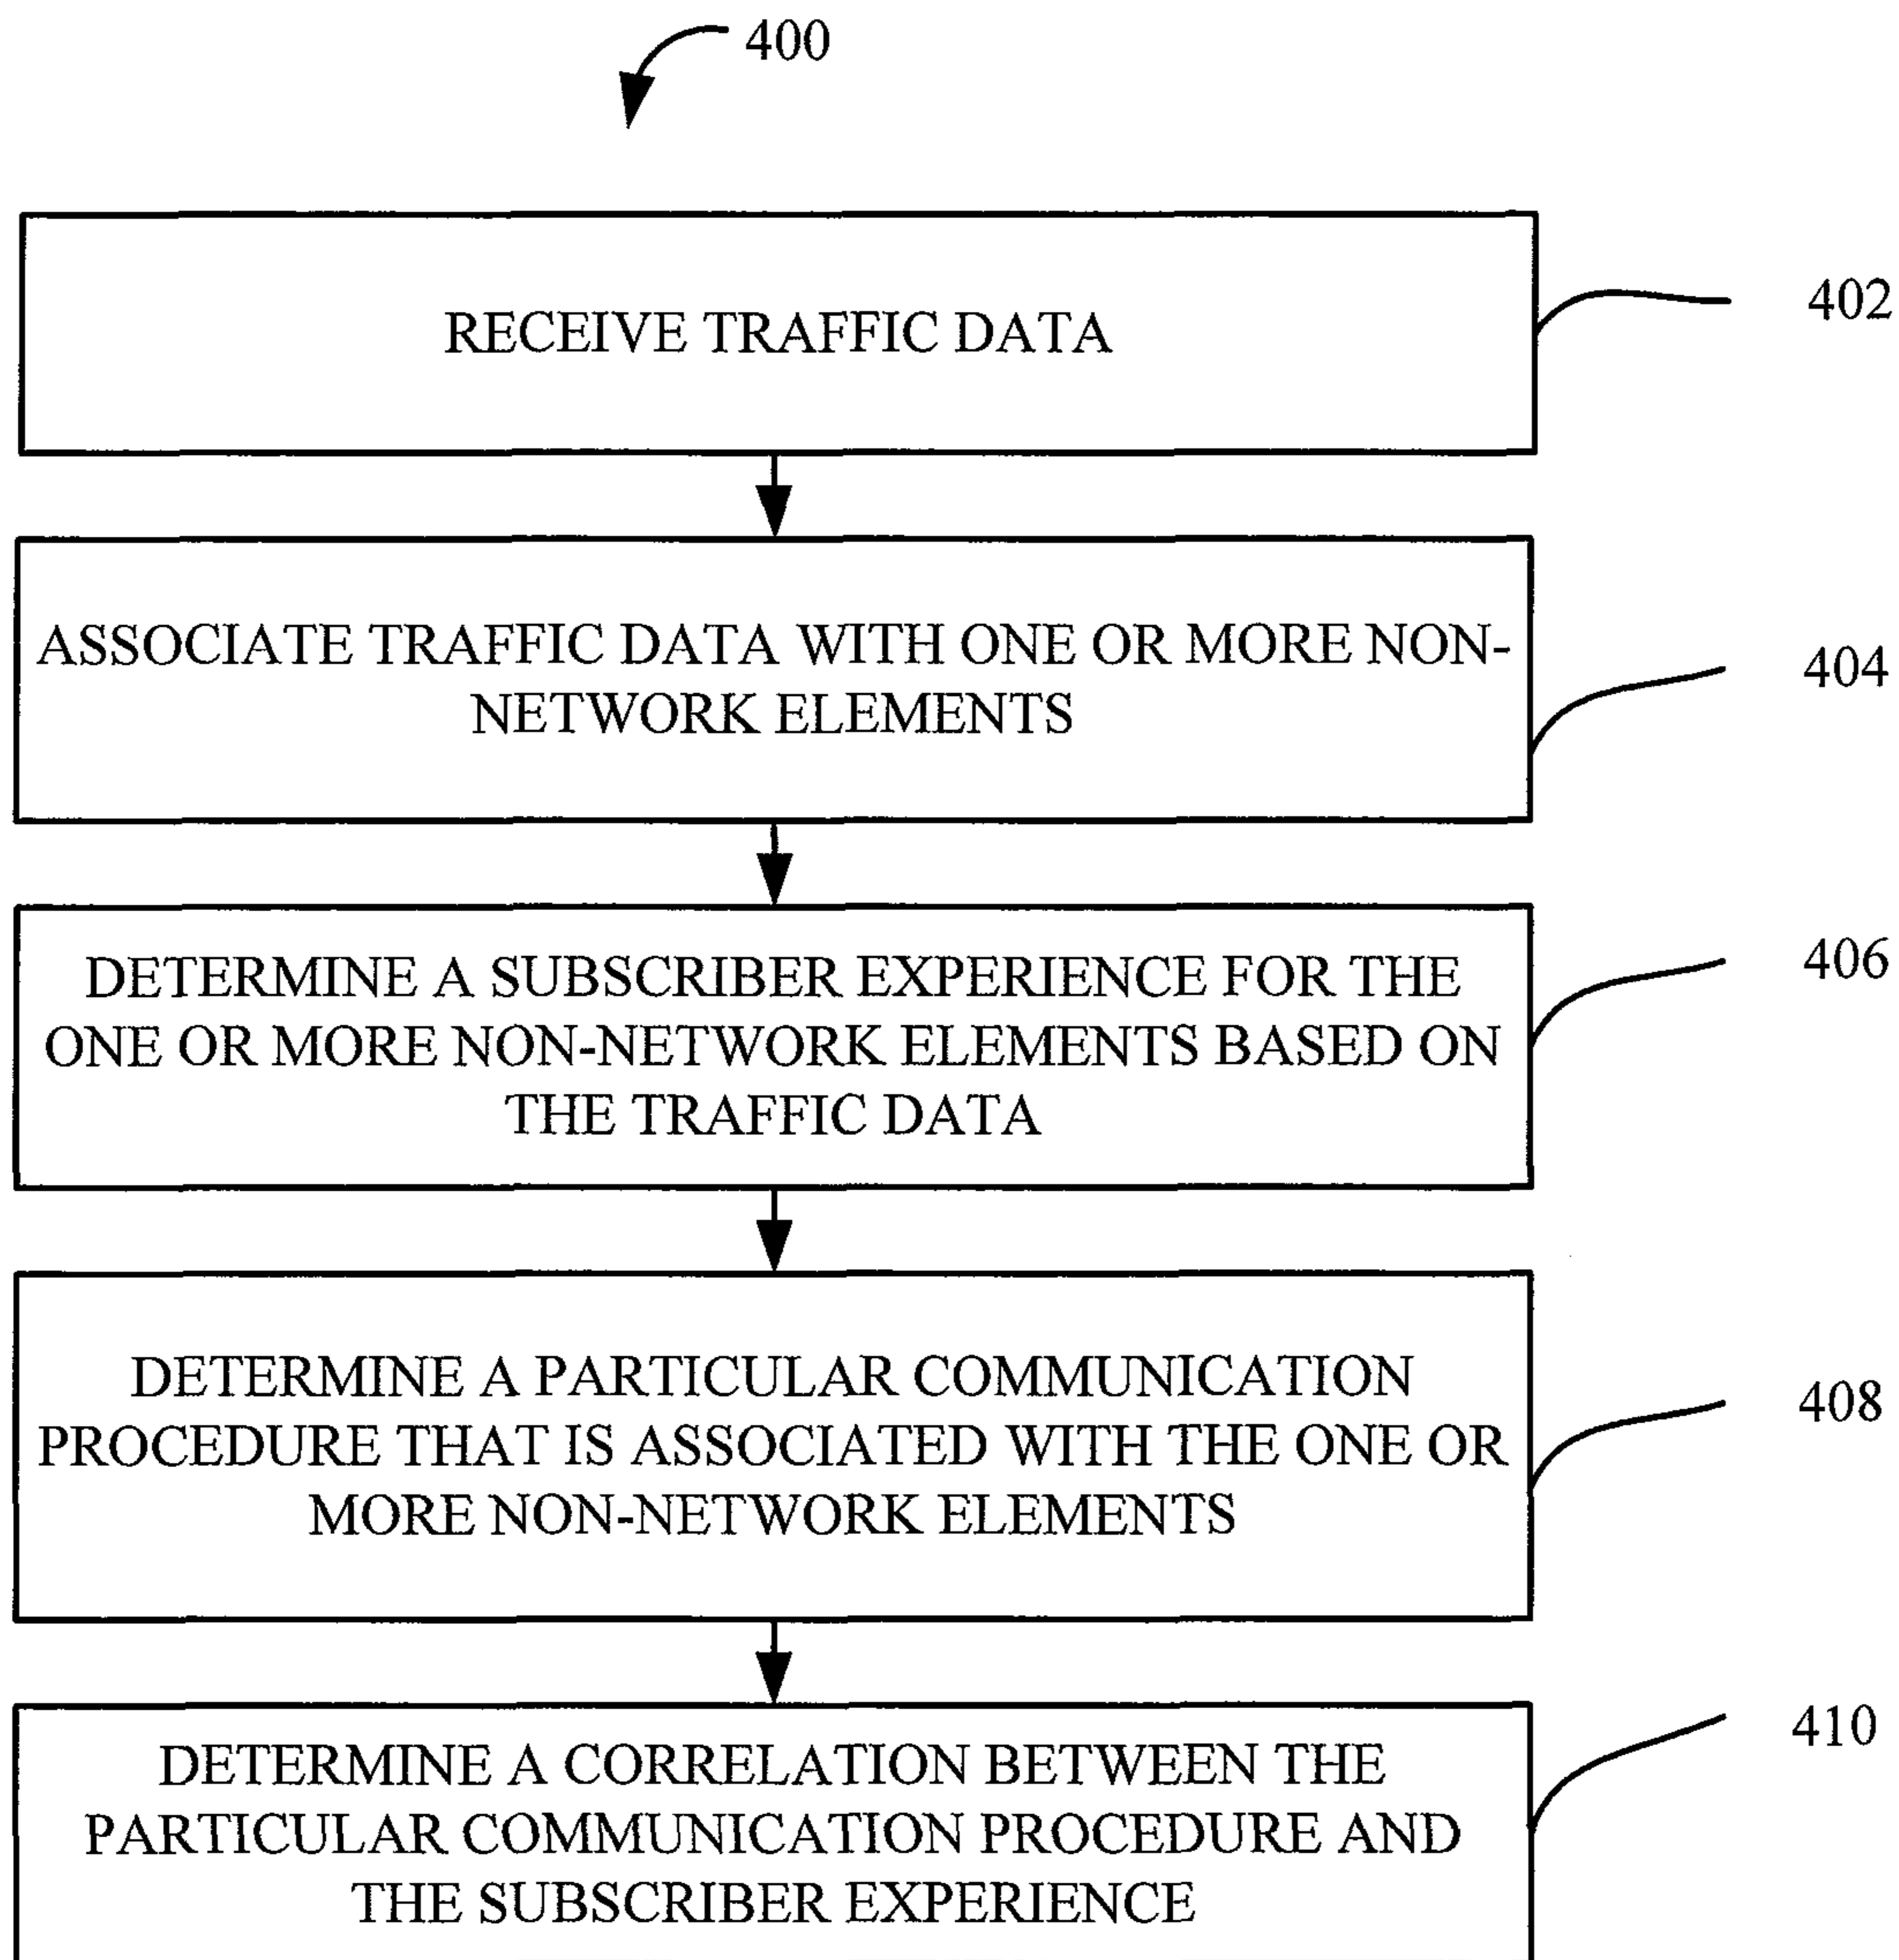 400
RECEIVE TRAFFIC DATA
402
ASSOCIATE TRAFFIC DATA WITH ONE OR MORE NON-
NETWORK ELEMENTS
404
DETERMINE A SUBSCRIBER EXPERIENCE FOR THE
ONE OR MORE NON-NETWORK ELEMENTS BASED ON
THE TRAFFIC DATA
406
DETERMINE A PARTICULAR COMMUNICATION
PROCEDURE THAT IS ASSOCIATED WITH THE ONE OR
MORE NON-NETWORK ELEMENTS
408
DETERMINE A CORRELATION BETWEEN THE
PARTICULAR COMMUNICATION PROCEDURE AND
THE SUBSCRIBER EXPERIENCE
410